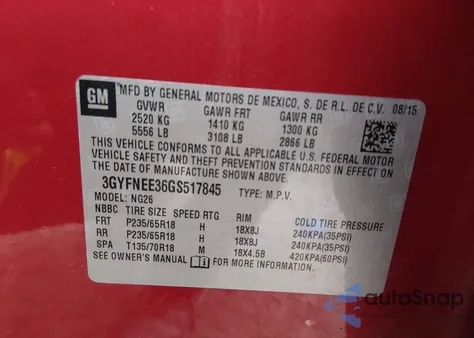 GM
MFD BY GENERAL MOTORS DE MEXICO, S. DE R.L. DE C.V. 08/15
GVWR GAWR FRT GAWR RR
2520 KG 1410 KG 1300 KG
5556 LB 3108 LB 2866 LB
THIS VEHICLE CONFORMS TO ALL APPLICABLE U.S. FEDERAL MOTOR
VEHICLE SAFETY AND THEFT PREVENTION STANDARDS IN EFFECT ON
THE DATE OF MANUFACTURE SHOWN ABOVE.
3GYFNEE36GS517845 TYPE: M.P.V.
MODEL: NG26
NBBC TIRE SIZE SPEED RTG RIM COLD TIRE PRESSURE
FRT P235/65R18 H 18X8J 240KPA(35PSI)
RR P235/65R18 H 18X8J 240KPA(35PSI)
SPA T135/70R18 M 18X4.5B 420KPA(60PSI)
SEE OWNER'S MANUAL FOR MORE INFORMATION
autoSnap